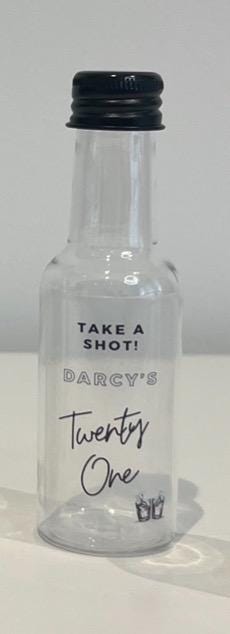 TAKE A
SHOT!
DARCY'S
Twenty
One